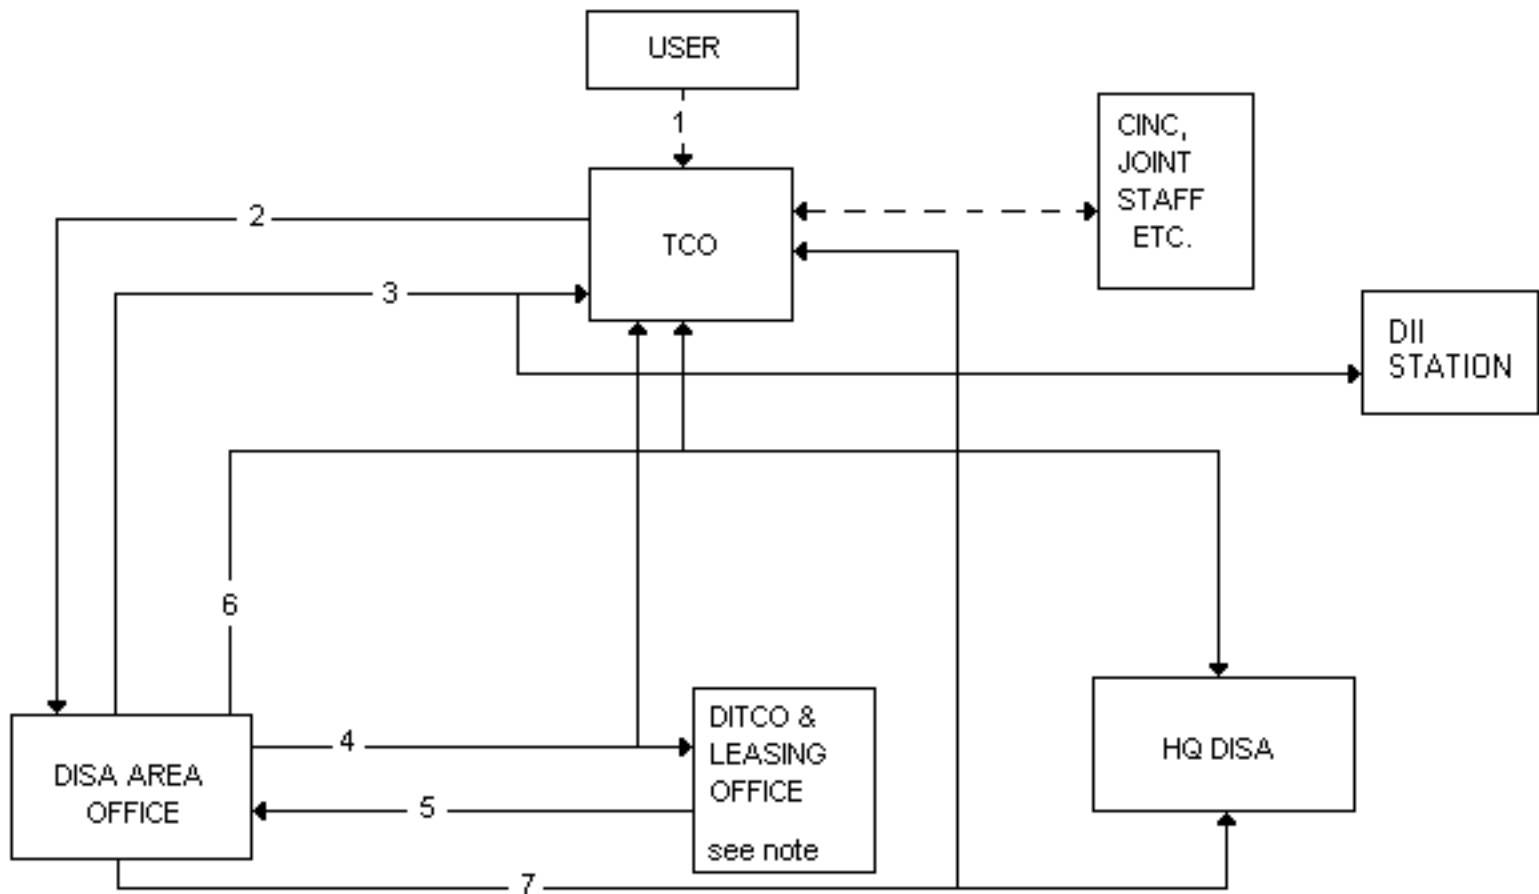 USER
1
CINC,
JOINT
STAFF
ETC.
2
TCO
3
DII
STATION
6
DISA AREA
OFFICE
4
5
DITCO &
LEASING
OFFICE
see note
HQ DISA
7